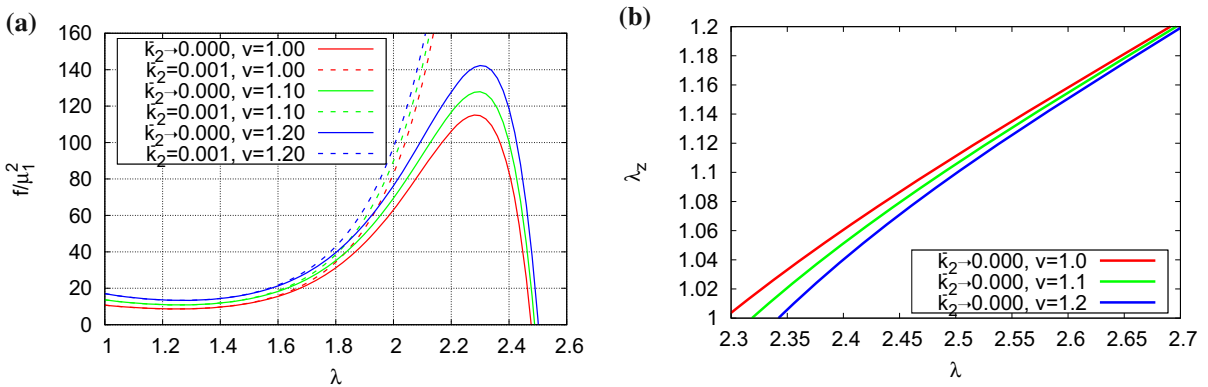 (a)
160
140
120
100
80
60
40
20
0
f/μ₁²
k̄₂→0.000, v=1.00
k̄₂=0.001, v=1.00
k̄₂→0.000, v=1.10
k̄₂=0.001, v=1.10
k̄₂→0.000, v=1.20
k̄₂=0.001, v=1.20
1 1.2 1.4 1.6 1.8 2 2.2 2.4 2.6
λ
(b)
1.2
1.18
1.16
1.14
1.12
1.1
1.08
1.06
1.04
1.02
1
λ_z
k̄₂→0.000, v=1.0
k̄₂→0.000, v=1.1
k̄₂→0.000, v=1.2
2.3 2.35 2.4 2.45 2.5 2.55 2.6 2.65 2.7
λ